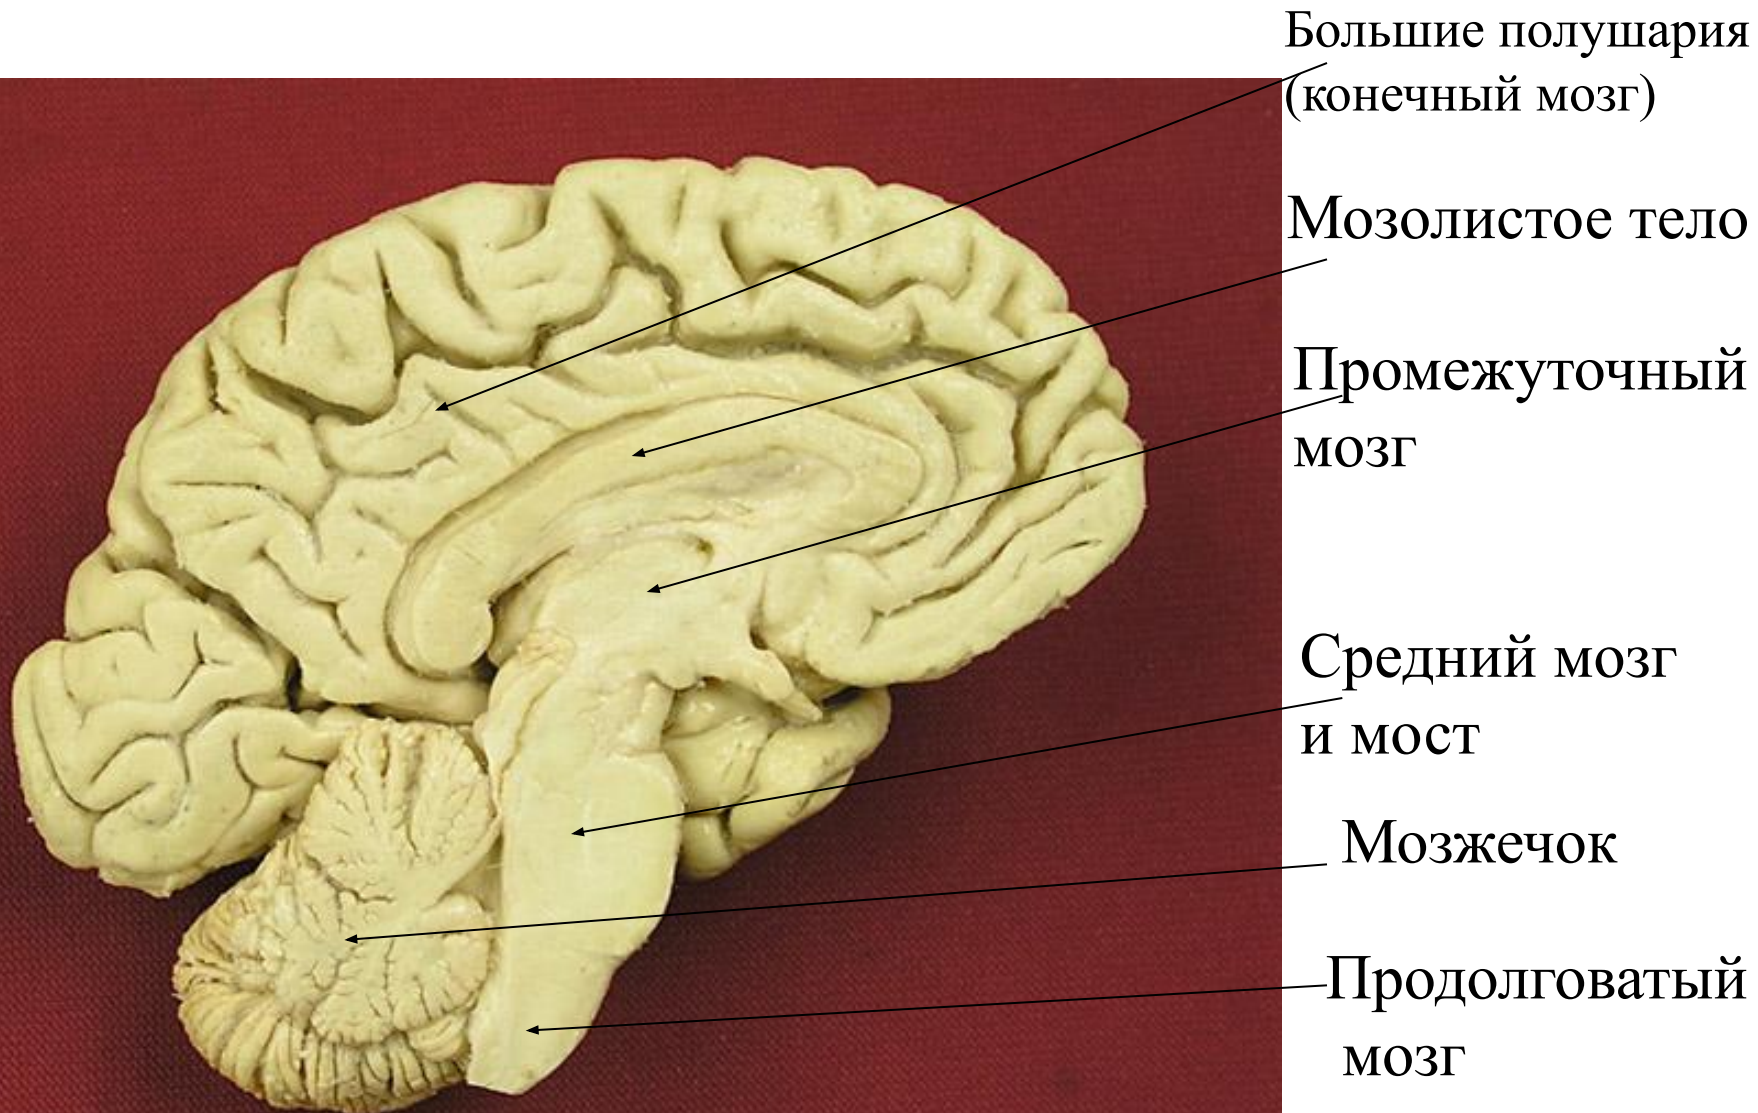 Большие полушария
(конечный мозг)
Мозолистое тело
Промежуточный
мозг
Средний мозг
и мост
Мозжечок
Продолговатый
мозг